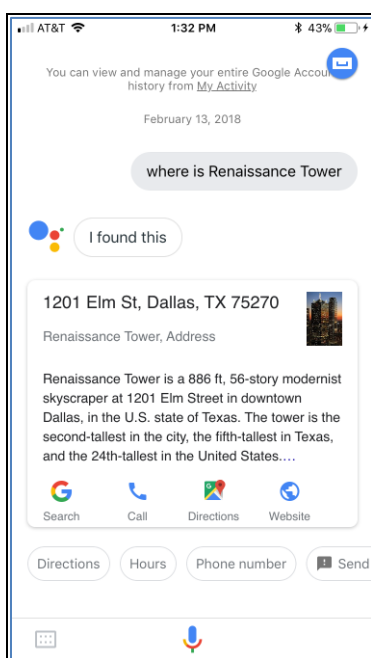 AT&T 1:32 PM 43%
You can view and manage your entire Google Accou
history from My Activity
February 13, 2018
where is Renaissance Tower
I found this
1201 Elm St, Dallas, TX 75270
Renaissance Tower, Address
Renaissance Tower is a 886 ft, 56-story modernist
skyscraper at 1201 Elm Street in downtown
Dallas, in the U.S. state of Texas. The tower is the
second-tallest in the city, the fifth-tallest in Texas,
and the 24th-tallest in the United States....
Search Call Directions Website
Directions Hours Phone number Send